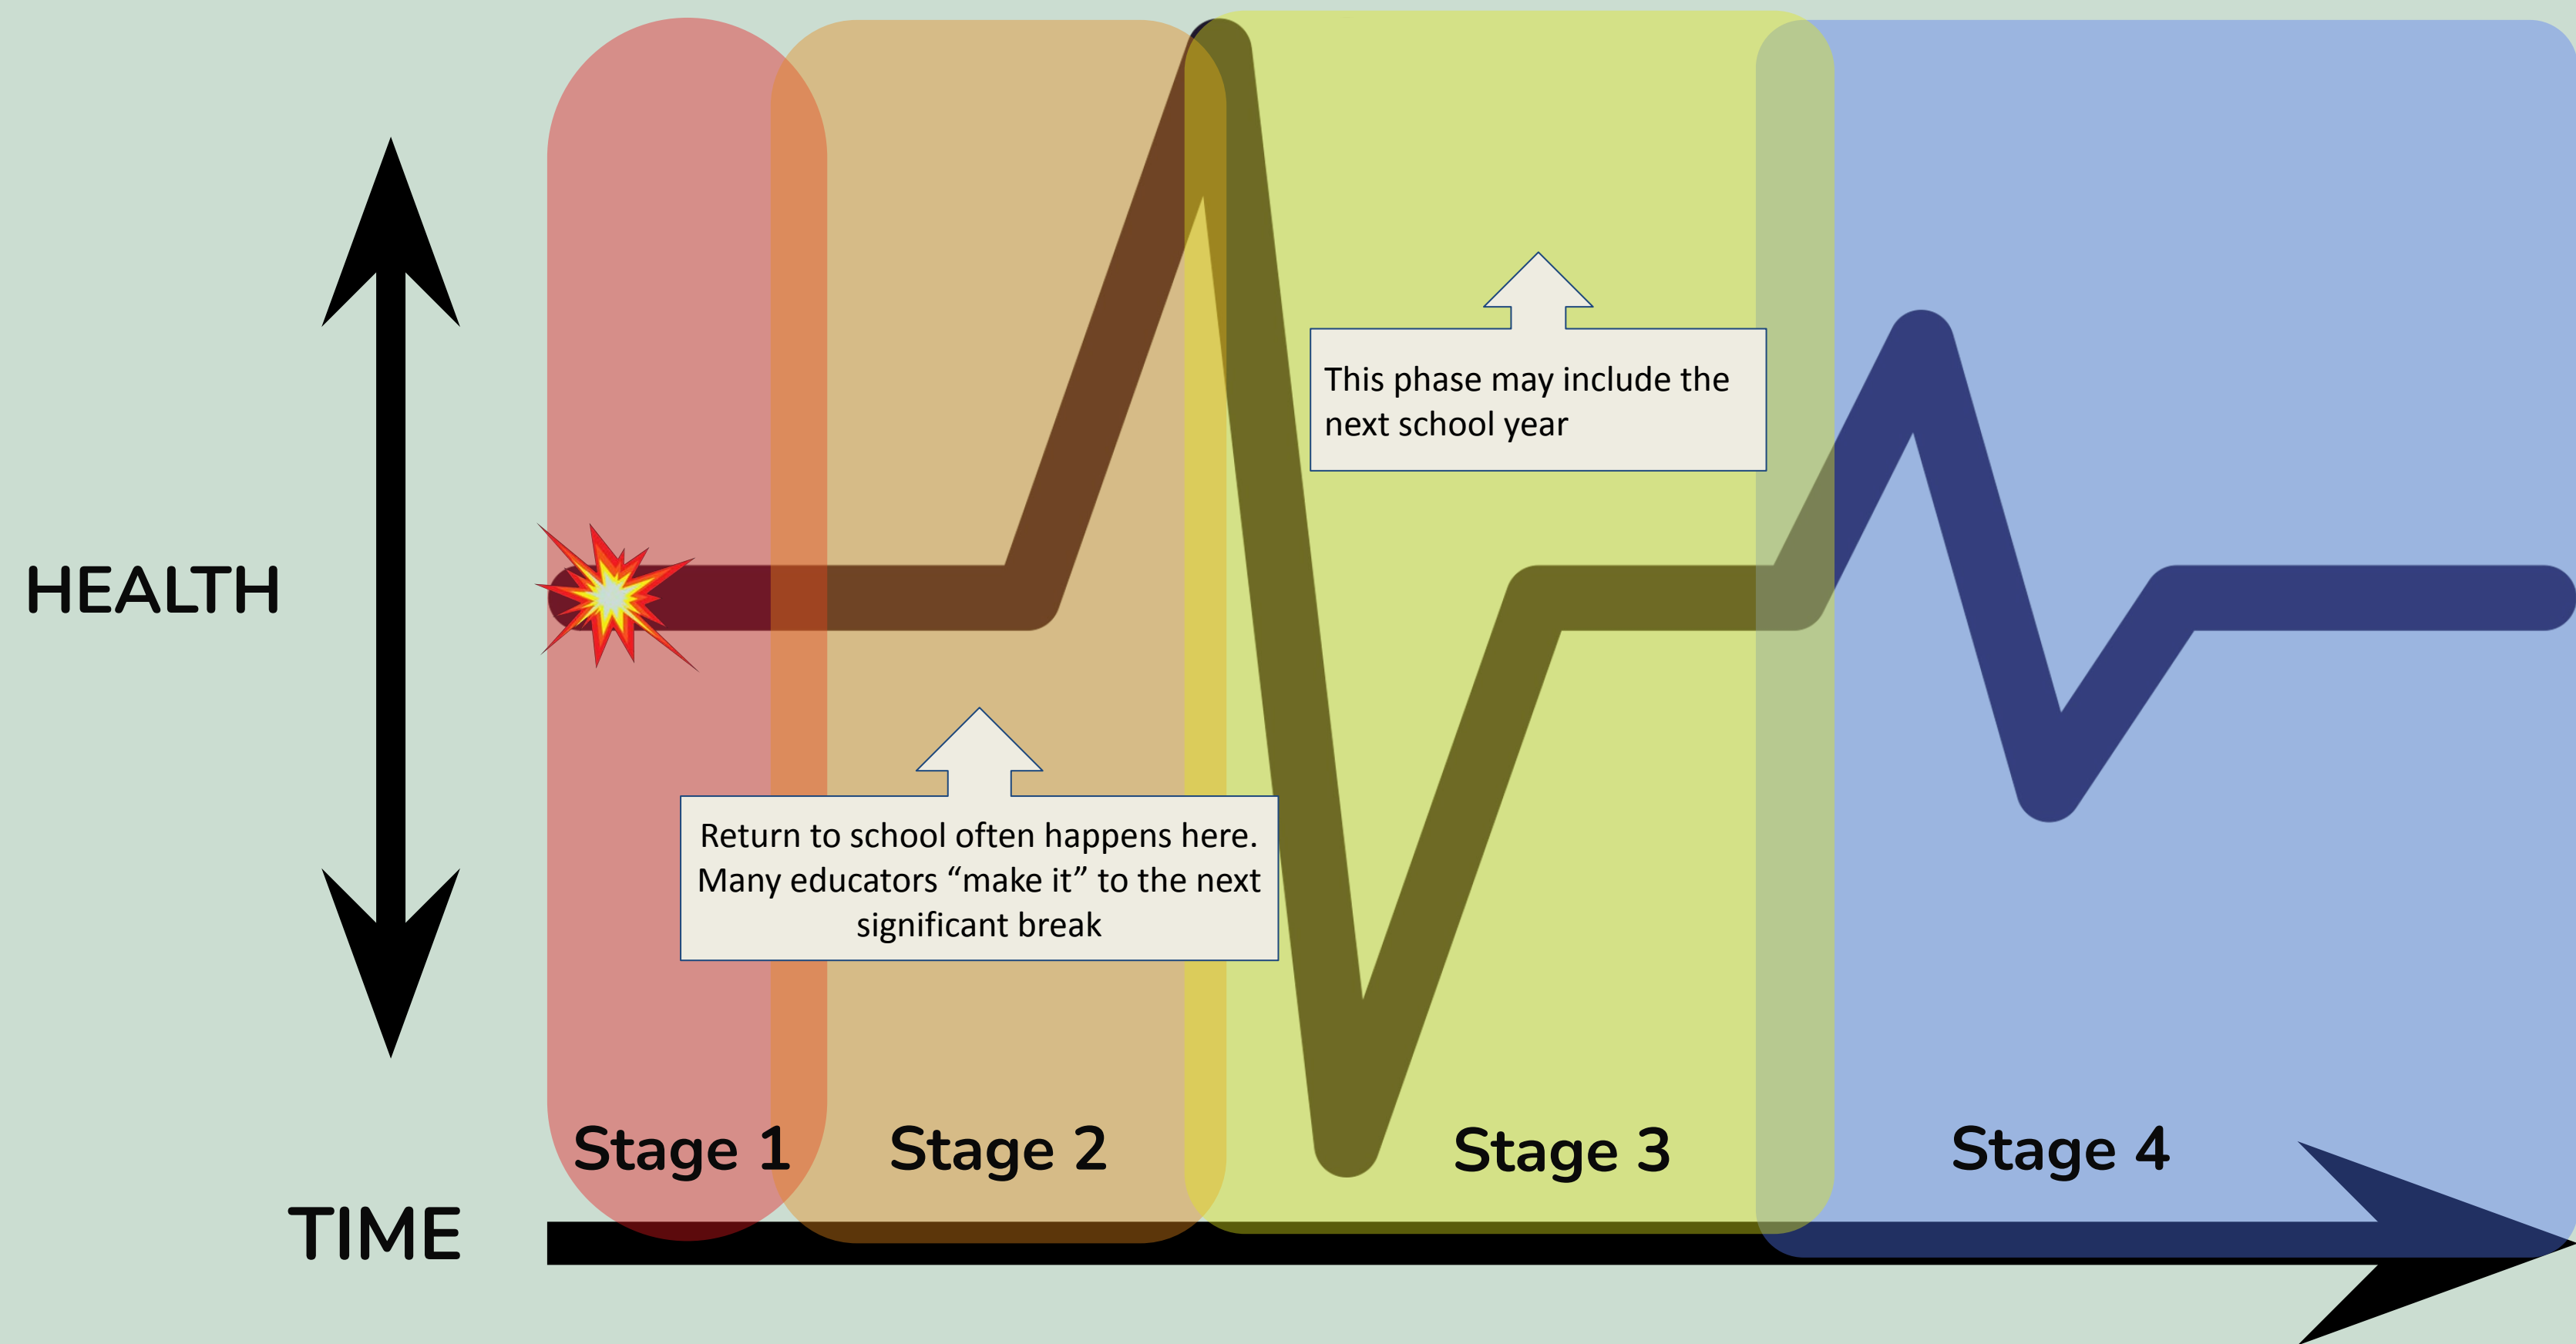 This phase may include the
next school year
HEALTH
Return to school often happens here.
Many educators “make it” to the next
significant break
Stage 1
Stage 2
Stage 3
Stage 4
TIME